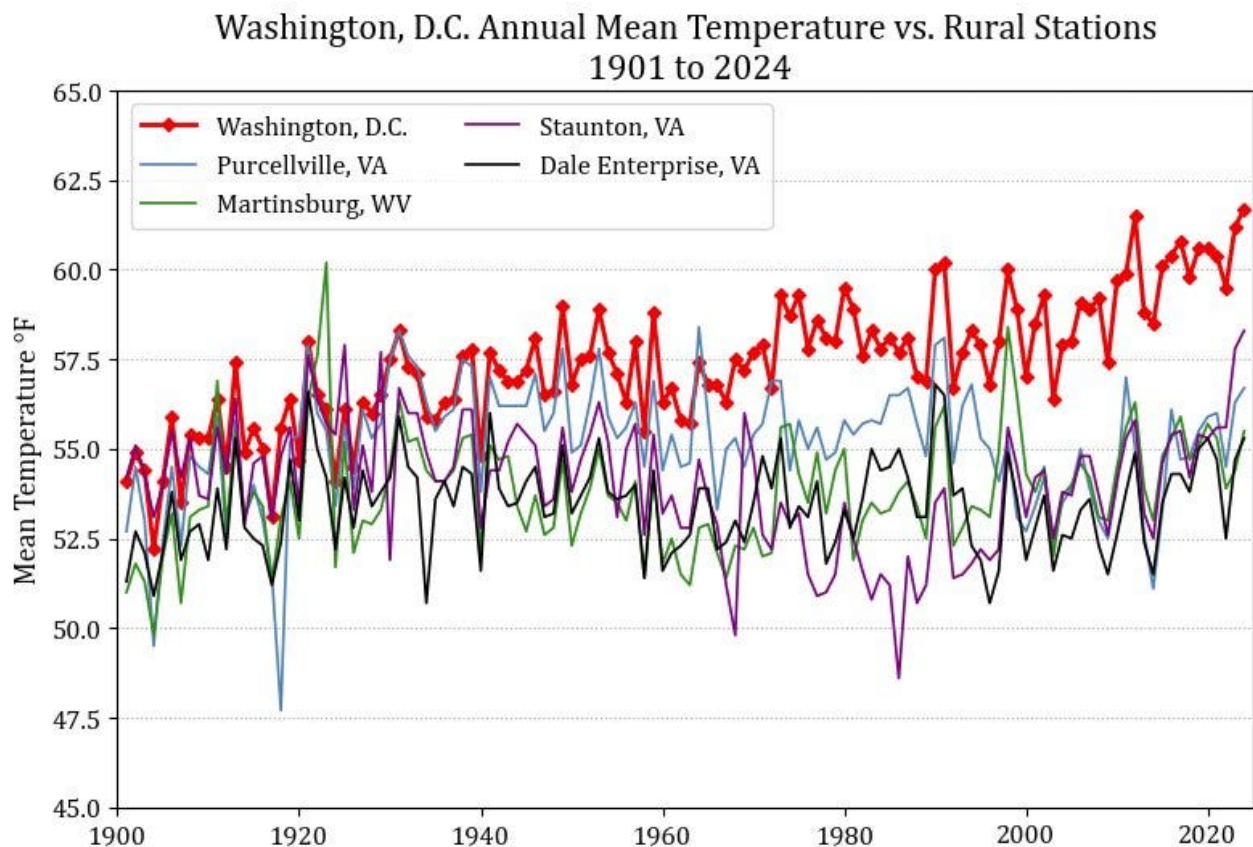 Washington, D.C. Annual Mean Temperature vs. Rural Stations
1901 to 2024
65.0
62.5
60.0
57.5
55.0
52.5
50.0
47.5
45.0
Mean Temperature °F
Washington, D.C.
Purcellville, VA
Martinsburg, WV
Staunton, VA
Dale Enterprise, VA
1900
1920
1940
1960
1980
2000
2020